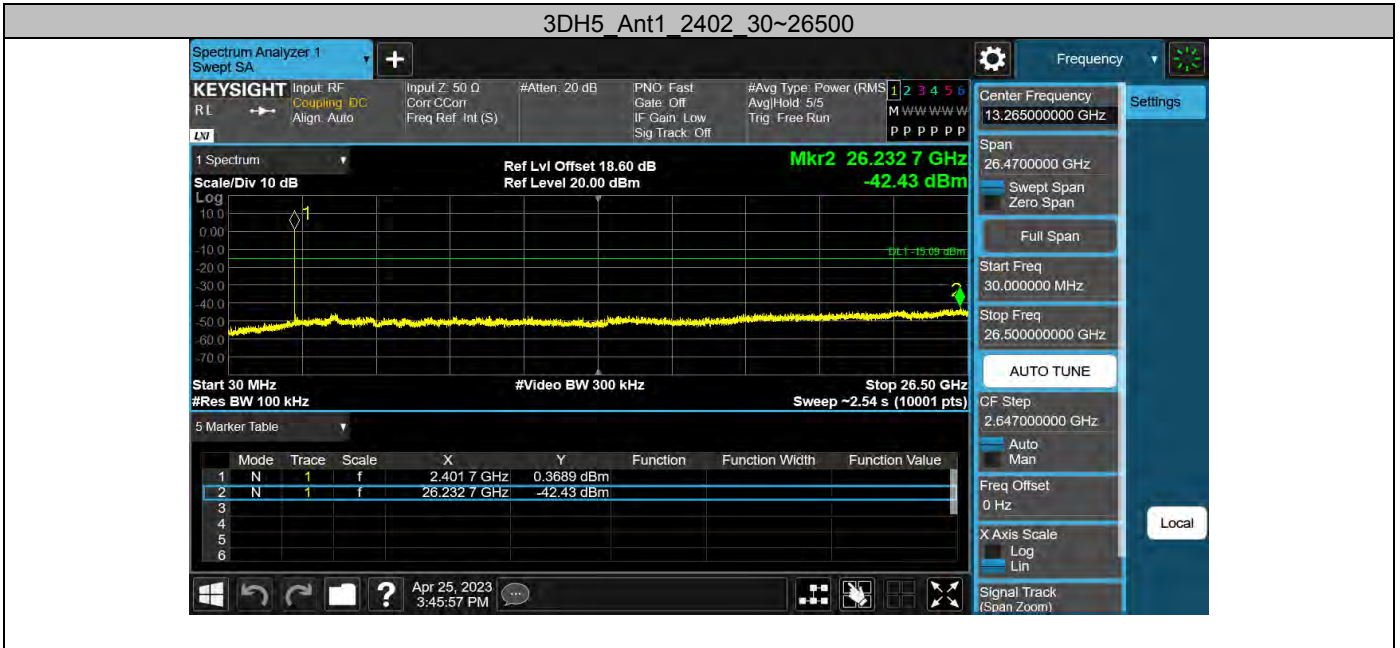 3DH5_Ant1_2402_30~26500
Spectrum Analyzer 1
Swept SA
+
Frequency
KEYSIGHT
RL
LXI
Input: RF
Coupling: DC
Align: Auto
Input Z: 50 Ω
Corr CCorr
Freq Ref: Int (S)
#Atten: 20 dB
PNO: Fast
Gate: Off
IF Gain: Low
Sig Track: Off
#Avg Type: Power (RMS
Avg|Hold: 5/5
Trig: Free Run
1 2 3 4 5 6
M W W W W W
P P P P P P
1 Spectrum
Scale/Div 10 dB
Ref Lvl Offset 18.60 dB
Ref Level 20.00 dBm
Mkr2 26.232 7 GHz
-42.43 dBm
Log
10.0
0.00
-10.0
-20.0
-30.0
-40.0
-50.0
-60.0
-70.0
1
DL1 -15.09 dBm
2
Start 30 MHz
#Video BW 300 kHz
Stop 26.50 GHz
#Res BW 100 kHz
Sweep ~2.54 s (10001 pts)
5 Marker Table
Mode Trace Scale X Y Function Function Width Function Value
1 N 1 f 2.401 7 GHz 0.3689 dBm
2 N 1 f 26.232 7 GHz -42.43 dBm
3
4
5
6
?
Apr 25, 2023
3:45:57 PM
Center Frequency
13.265000000 GHz
Settings
Span
26.4700000 GHz
Swept Span
Zero Span
Full Span
Start Freq
30.000000 MHz
Stop Freq
26.500000000 GHz
AUTO TUNE
CF Step
2.647000000 GHz
Auto
Man
Freq Offset
0 Hz
Local
X Axis Scale
Log
Lin
Signal Track
(Span Zoom)